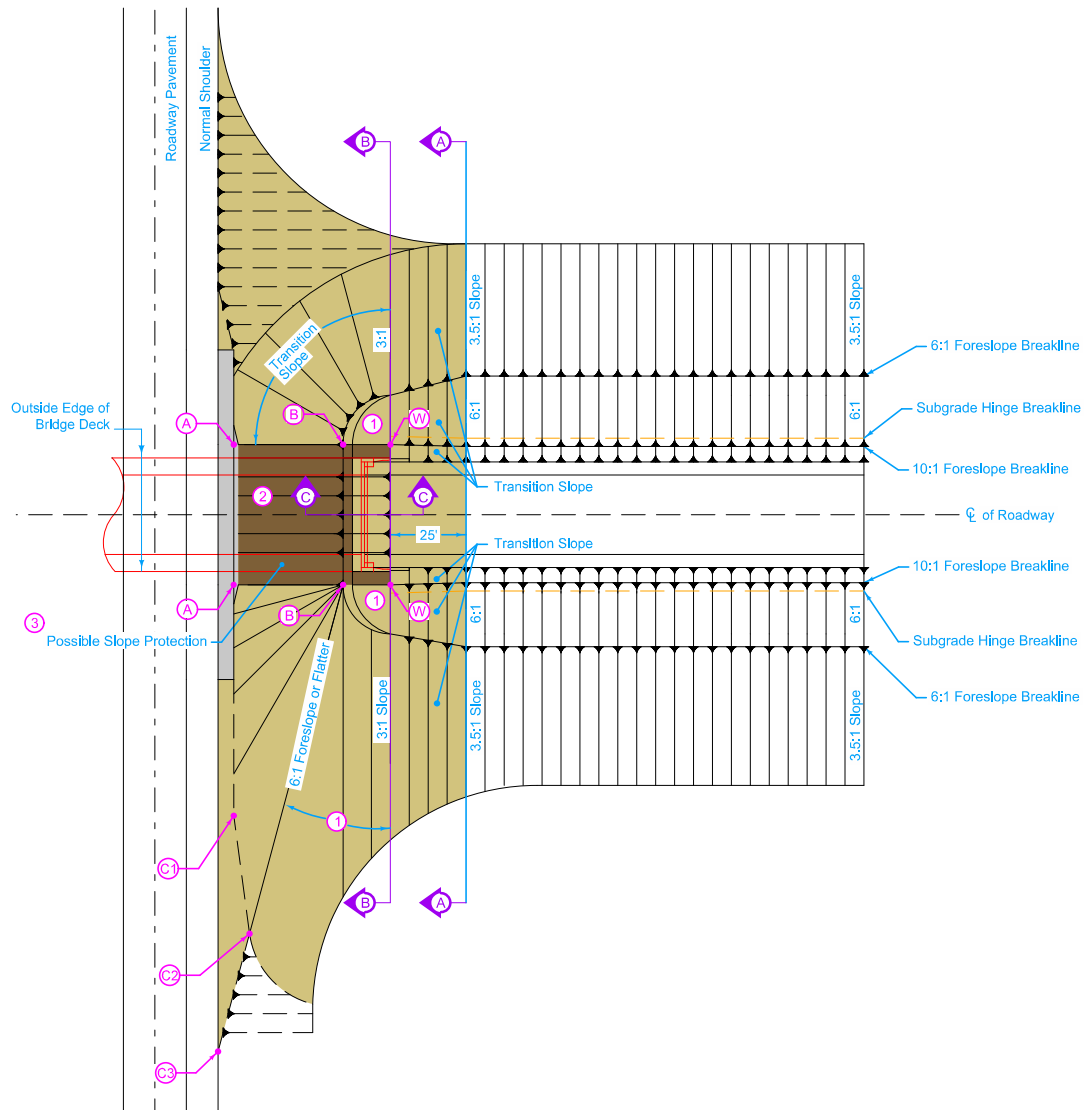 Roadway Pavement
Normal Shoulder
B
A
3.5:1 Slope
3.5:1 Slope
Transition
Slope
3:1
6:1 Foreslope Breakline
Outside Edge of
Bridge Deck
A
B
1
W
6:1
6:1
Subgrade Hinge Breakline
10:1 Foreslope Breakline
2
C
C
Transition Slope
25'
℄ of Roadway
Transition Slope
10:1 Foreslope Breakline
A
B
1
W
6:1
6:1
3
Possible Slope Protection
Subgrade Hinge Breakline
6:1 Foreslope or Flatter
3:1 Slope
3.5:1 Slope
3.5:1 Slope
6:1 Foreslope Breakline
1
C1
B
A
C2
C3